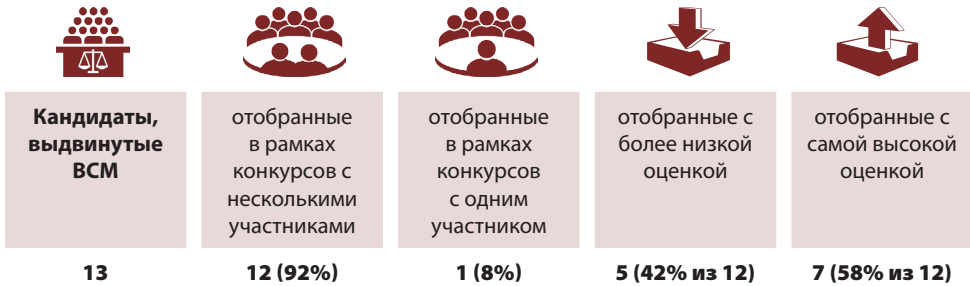 Кандидаты,
выдвинутые
ВСМ
13
отобранные
в рамках
конкурсов с
несколькими
участниками
12 (92%)
отобранные
в рамках
конкурсов
с одним
участником
1 (8%)
отобранные с
более низкой
оценкой
5 (42% из 12)
отобранные с
самой высокой
оценкой
7 (58% из 12)